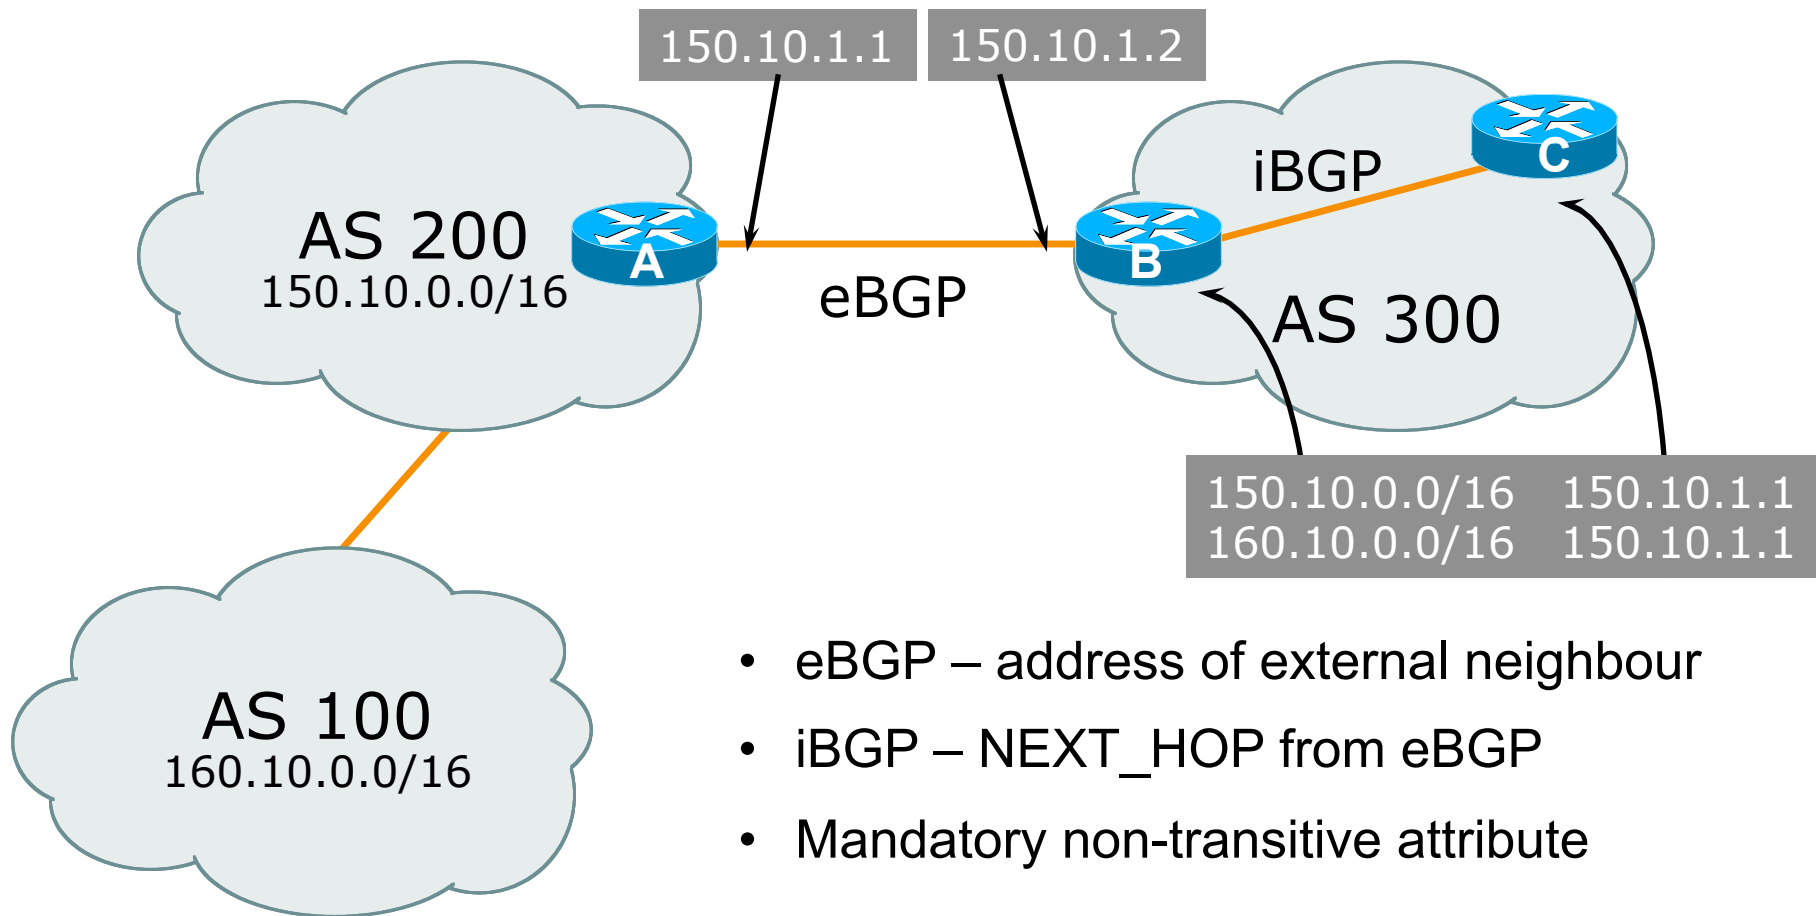 150.10.1.1
150.10.1.2
iBGP
C
AS 200
150.10.0.0/16
A
B
eBGP
AS 300
150.10.0.0/16 150.10.1.1
160.10.0.0/16 150.10.1.1
AS 100
160.10.0.0/16
• eBGP – address of external neighbour
• iBGP – NEXT_HOP from eBGP
• Mandatory non-transitive attribute